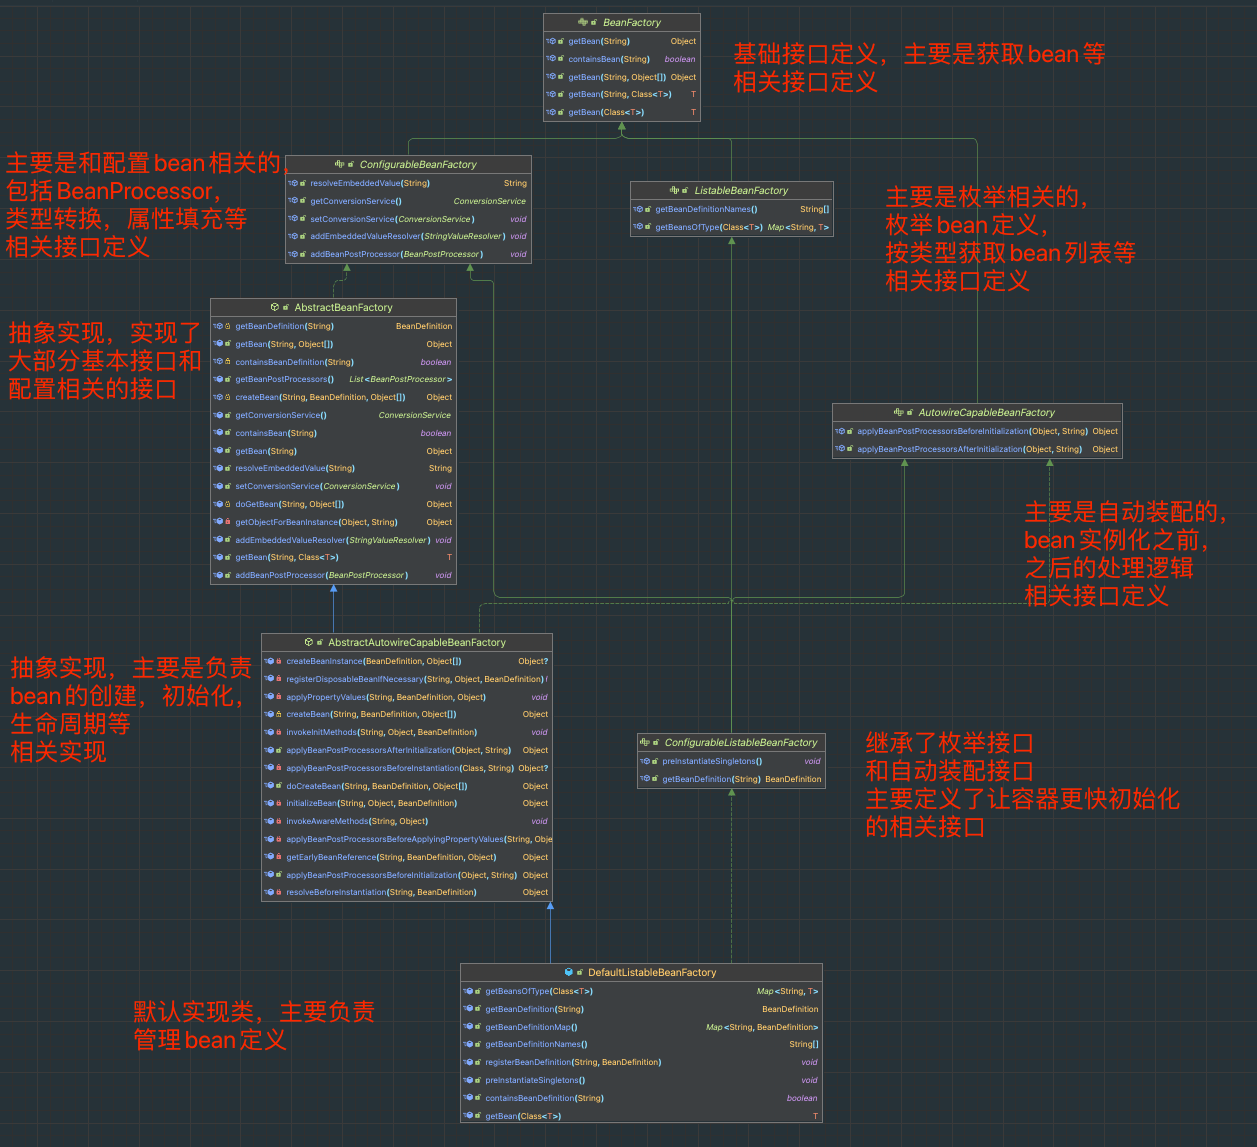 BeanFactory
getBean(String) Object
containsBean(String) boolean
getBean(String, Object[]) Object
getBean(String, Class<T>) T
getBean(Class<T>) T
基础接口定义，主要是获取 bean 等
相关接口定义
主要是和配置 bean 相关的，
包括 BeanProcessor，
类型转换，属性填充等
相关接口定义
ConfigurableBeanFactory
resolveEmbeddedValue(String) String
getConversionService() ConversionService
setConversionService(ConversionService) void
addEmbeddedValueResolver(StringValueResolver) void
addBeanPostProcessor(BeanPostProcessor) void
ListableBeanFactory
getBeanDefinitionNames() String[]
getBeansOfType(Class<T>) Map<String, T>
主要是枚举相关的，
枚举 bean 定义，
按类型获取 bean 列表等
相关接口定义
抽象实现，实现了
大部分基本接口和
配置相关的接口
AbstractBeanFactory
getBeanDefinition(String) BeanDefinition
getBean(String, Object[]) Object
containsBeanDefinition(String) boolean
getBeanPostProcessors() List<BeanPostProcessor>
createBean(String, BeanDefinition, Object[]) Object
getConversionService() ConversionService
containsBean(String) boolean
getBean(String) Object
resolveEmbeddedValue(String) String
setConversionService(ConversionService) void
doGetBean(String, Object[]) Object
getObjectForBeanInstance(Object, String) Object
addEmbeddedValueResolver(StringValueResolver) void
getBean(String, Class<T>) T
addBeanPostProcessor(BeanPostProcessor) void
AutowireCapableBeanFactory
applyBeanPostProcessorsBeforeInitialization(Object, String) Object
applyBeanPostProcessorsAfterInitialization(Object, String) Object
主要是自动装配的，
bean 实例化之前，
之后的处理逻辑
相关接口定义
抽象实现，主要是负责
bean 的创建，初始化，
生命周期等
相关实现
AbstractAutowireCapableBeanFactory
createBeanInstance(BeanDefinition, Object[]) Object?
registerDisposableBeanIfNecessary(String, Object, BeanDefinition)
applyPropertyValues(String, BeanDefinition, Object) void
createBean(String, BeanDefinition, Object[]) Object
invokeInitMethods(String, Object, BeanDefinition) void
applyBeanPostProcessorsAfterInitialization(Object, String) Object
applyBeanPostProcessorsBeforeInstantiation(Class, String) Object?
doCreateBean(String, BeanDefinition, Object[]) Object
initializeBean(String, Object, BeanDefinition) Object
invokeAwareMethods(String, Object) void
applyBeanPostProcessorsBeforeApplyingPropertyValues(String, Obje
getEarlyBeanReference(String, BeanDefinition, Object) Object
applyBeanPostProcessorsBeforeInitialization(Object, String) Object
resolveBeforeInstantiation(String, BeanDefinition) Object
ConfigurableListableBeanFactory
preInstantiateSingletons() void
getBeanDefinition(String) BeanDefinition
继承了枚举接口
和自动装配接口
主要定义了让容器更快初始化
的相关接口
默认实现类，主要负责
管理 bean 定义
DefaultListableBeanFactory
getBeansOfType(Class<T>) Map<String, T>
getBeanDefinition(String) BeanDefinition
getBeanDefinitionMap() Map<String, BeanDefinition>
getBeanDefinitionNames() String[]
registerBeanDefinition(String, BeanDefinition) void
preInstantiateSingletons() void
containsBeanDefinition(String) boolean
getBean(Class<T>) T